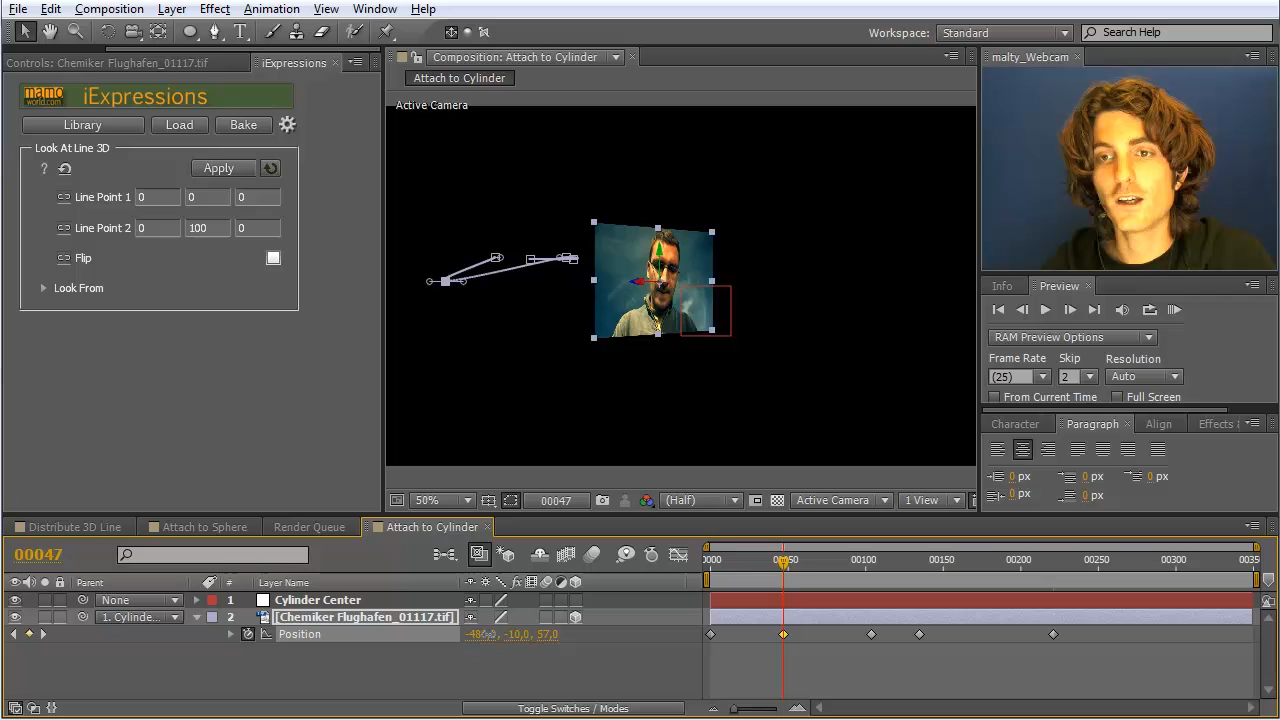 File Edit Composition Layer Effect Animation View Window Help
Workspace: Standard Search Help
Controls: Chemiker Flughafen_01117.tif iExpressions
Composition: Attach to Cylinder
malty_Webcam
Attach to Cylinder
mamo world.com iExpressions
Active Camera
Library Load Bake
Look At Line 3D
? Apply
Line Point 1 0 0 0
Line Point 2 0 100 0
Flip
Look From
Info Preview
RAM Preview Options
Frame Rate Skip Resolution
(25) 2 Auto
From Current Time Full Screen
Character Paragraph Align Effects &
0 px 0 px 0 px
0 px 0 px
50% 00047 (Half) Active Camera 1 View
Distribute 3D Line Attach to Sphere Render Queue Attach to Cylinder
00047
0000 00050 00100 00150 00200 00250 00300 0035
Parent # Layer Name
None 1 Cylinder Center
1. Cylinde... 2 [Chemiker Flughafen_01117.tif]
Position -10,0, 57,0
Toggle Switches / Modes